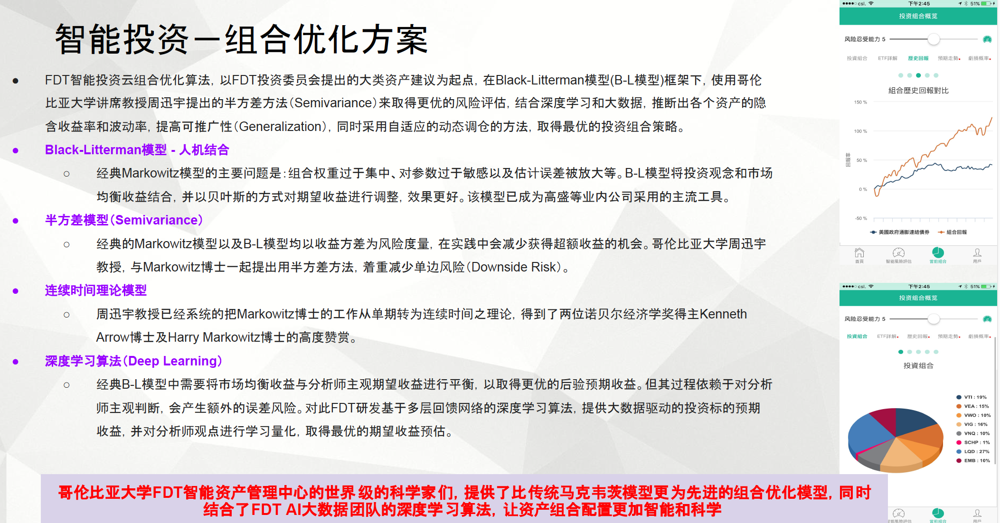 智能投资－组合优化方案
● FDT智能投资云组合优化算法，以FDT投资委员会提出的大类资产建议为起点，在Black-Litterman模型(B-L模型)框架下，使用哥伦
比亚大学讲席教授周迅宇提出的半方差方法（Semivariance）来取得更优的风险评估，结合深度学习和大数据，推断出各个资产的隐
含收益率和波动率，提高可推广性（Generalization），同时采用自适应的动态调仓的方法，取得最优的投资组合策略。
● Black-Litterman模型 - 人机结合
○ 经典Markowitz模型的主要问题是：组合权重过于集中、对参数过于敏感以及估计误差被放大等。B-L模型将投资观念和市场
均衡收益结合，并以贝叶斯的方式对期望收益进行调整，效果更好。该模型已成为高盛等业内公司采用的主流工具。
● 半方差模型（Semivariance）
○ 经典的Markowitz模型以及B-L模型均以收益方差为风险度量，在实践中会减少获得超额收益的机会。哥伦比亚大学周迅宇
教授，与Markowitz博士一起提出用半方差方法，着重减少单边风险（Downside Risk）。
● 连续时间理论模型
○ 周迅宇教授已经系统的把Markowitz博士的工作从单期转为连续时间之理论，得到了两位诺贝尔经济学奖得主Kenneth
Arrow博士及Harry Markowitz博士的高度赞赏。
● 深度学习算法（Deep Learning）
○ 经典B-L模型中需要将市场均衡收益与分析师主观期望收益进行平衡，以取得更优的后验预期收益。但其过程依赖于对分析
师主观判断，会产生额外的误差风险。对此FDT研发基于多层回馈网络的深度学习算法，提供大数据驱动的投资标的预期
收益，并对分析师观点进行学习量化，取得最优的期望收益预估。
哥伦比亚大学FDT智能资产管理中心的世界级的科学家们，提供了比传统马克韦茨模型更为先进的组合优化模型，同时
结合了FDT AI大数据团队的深度学习算法，让资产组合配置更加智能和科学
csl. 下午2:45 51%
投资组合概览
风险忍受能力 5
投資組合 ETF詳解 歷史回報 預期走勢 虧損概率
組合歷史回報對比
150 %
100 %
50 %
0 %
-50 %
回報率
美國政府通膨連結債券 組合回報
首頁 智能風險評估 當前組合 用戶
csl. 下午2:45 51%
投资组合概览
风险忍受能力 5
投資組合 ETF詳解 歷史回報 預期走勢 虧損概率
投資組合
VTI : 19%
VEA : 15%
VWO : 10%
VIG : 16%
VNQ : 10%
SCHP : 1%
LQD : 27%
EMB : 10%
智能風險評估 當前組合 用戶